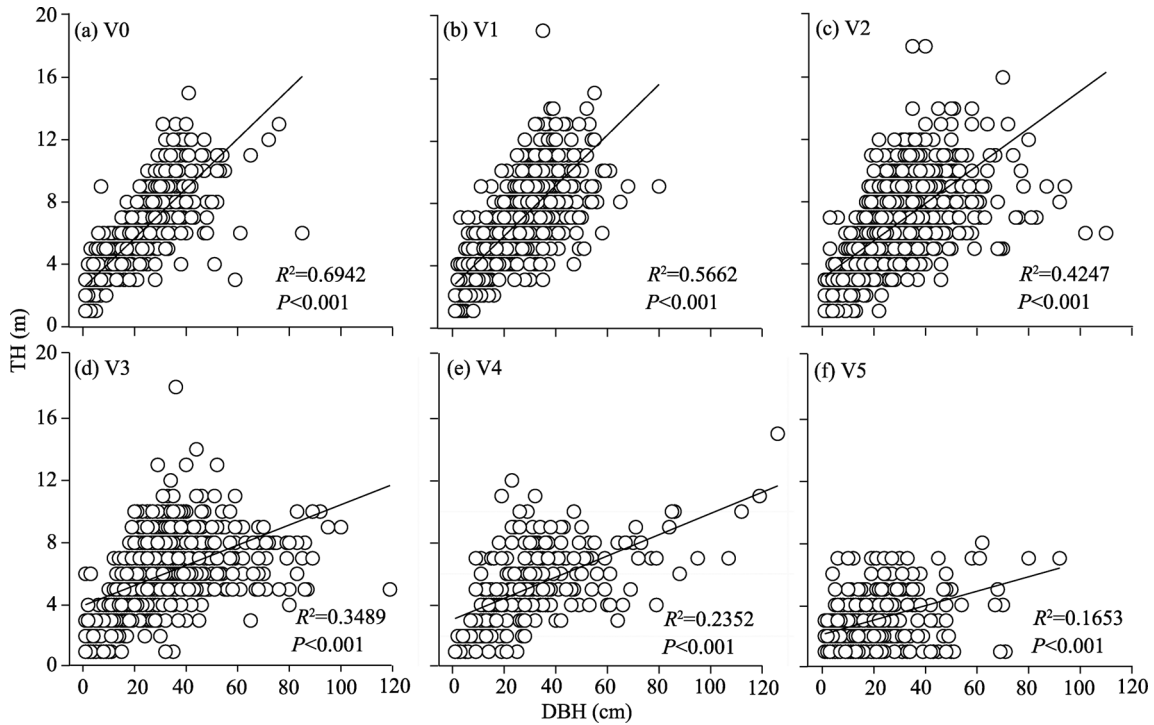 20
(a) V0
(b) V1
(c) V2
16
12
8
4
R²=0.6942
R²=0.5662
R²=0.4247
P<0.001
P<0.001
P<0.001
0
TH (m)
20
(d) V3
(e) V4
(f) V5
16
12
8
4
R²=0.3489
R²=0.2352
R²=0.1653
P<0.001
P<0.001
P<0.001
0
0 20 40 60 80 100 120
0 20 40 60 80 100 120
0 20 40 60 80 100 120
DBH (cm)